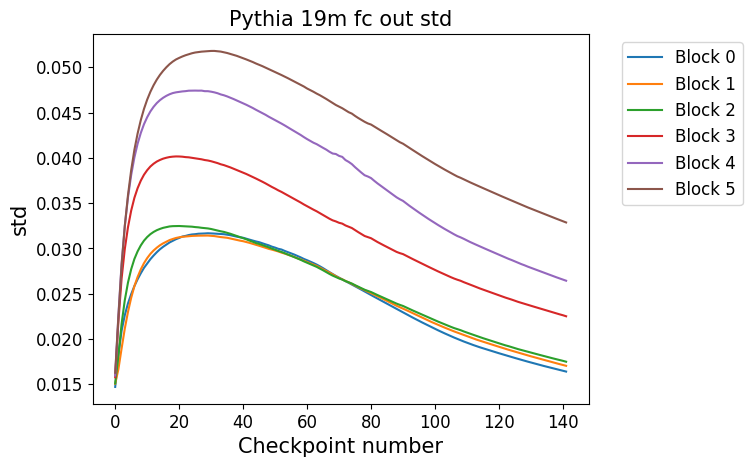 Pythia 19m fc out std
0.050
0.045
0.040
0.035
0.030
0.025
0.020
0.015
std
0 20 40 60 80 100 120 140
Checkpoint number
Block 0
Block 1
Block 2
Block 3
Block 4
Block 5